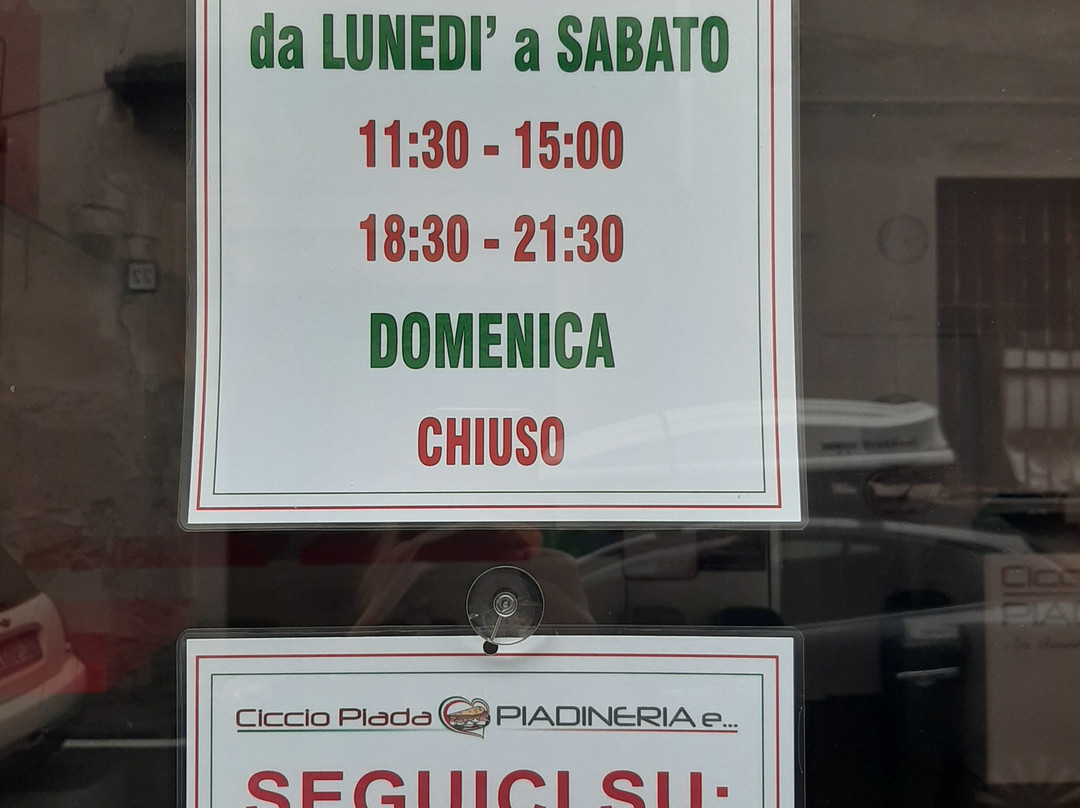 da LUNEDI' a SABATO
11:30 - 15:00
18:30 - 21:30
DOMENICA
CHIUSO
Ciccio Piada PIADINERIA e...
SEGUICI SU: